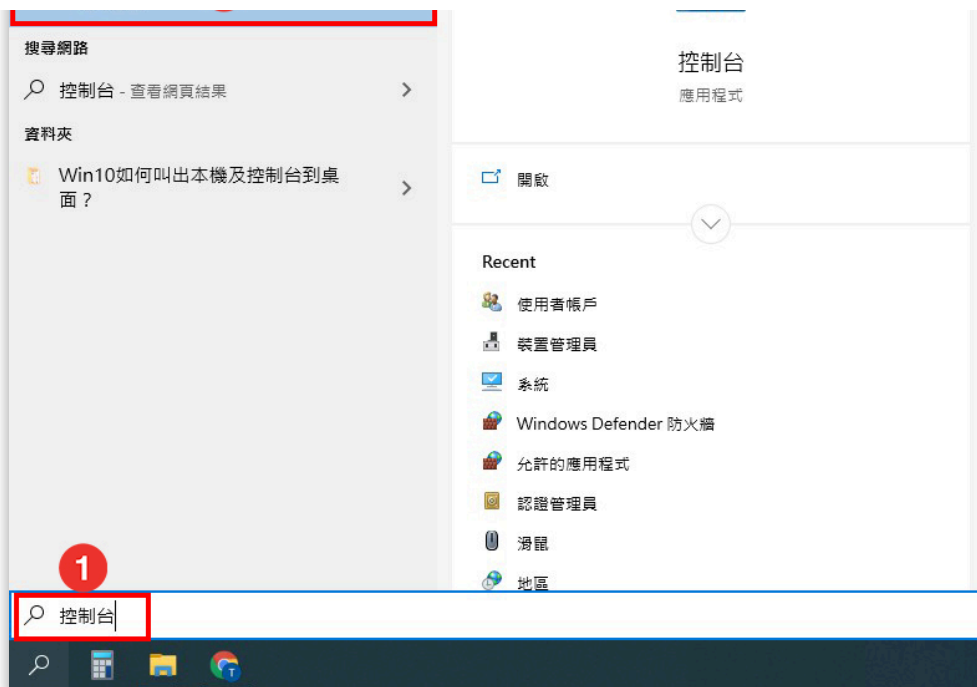 搜尋網路
控制台 - 查看網頁結果
資料夾
Win10如何叫出本機及控制台到桌
面？
1
控制台
控制台
應用程式
開啟
Recent
使用者帳戶
裝置管理員
系統
Windows Defender 防火牆
允許的應用程式
認證管理員
滑鼠
地區
T